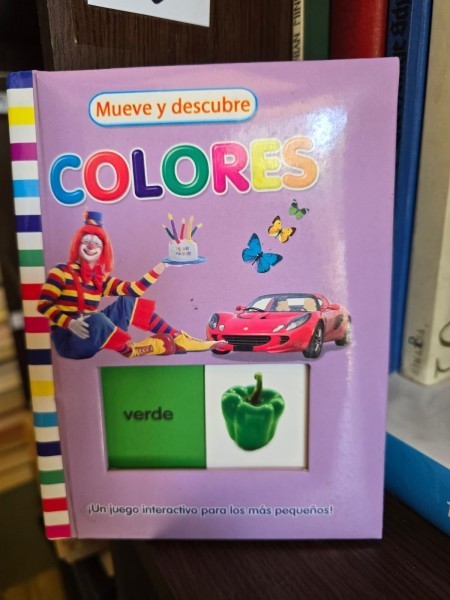 Mueve y descubre
COLORES
verde
¡Un juego interactivo para los más pequeños!